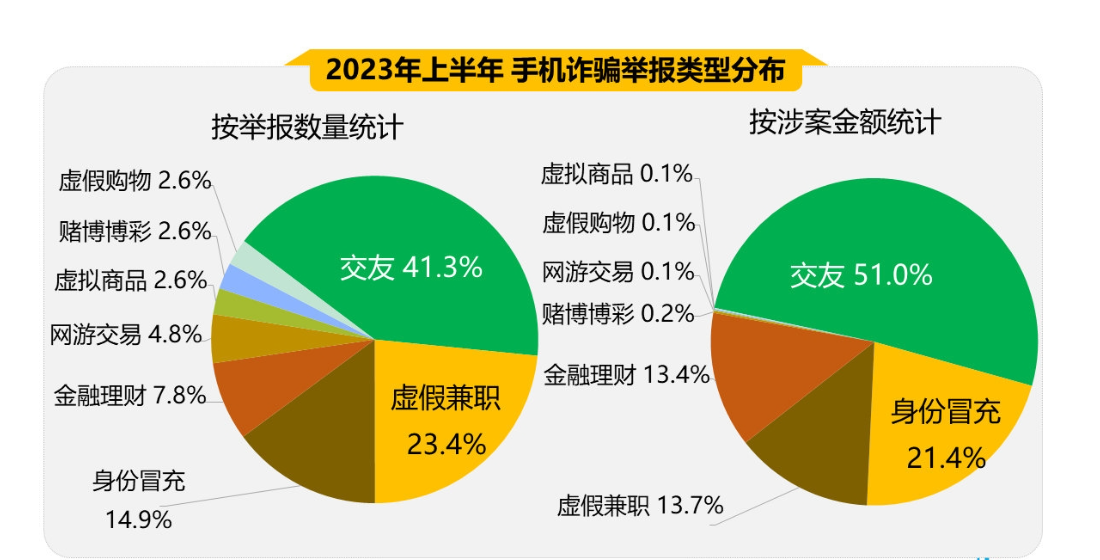 2023年上半年 手机诈骗举报类型分布
按举报数量统计
虚假购物 2.6%
赌博博彩 2.6%
虚拟商品 2.6%
网游交易 4.8%
金融理财 7.8%
身份冒充
14.9%
交友 41.3%
虚假兼职
23.4%
按涉案金额统计
虚拟商品 0.1%
虚假购物 0.1%
网游交易 0.1%
赌博博彩 0.2%
金融理财 13.4%
虚假兼职 13.7%
交友 51.0%
身份冒充
21.4%